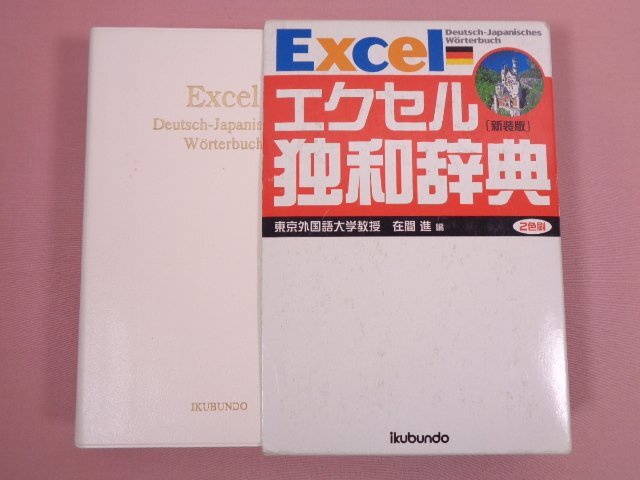 Excel
Deutsch-Japanis
Wörterbuch
IKUBUNDO
Excel
Deutsch-Japanisches
Wörterbuch
エクセル
[新装版]
独和辞典
東京外国語大学教授 在間 進 編
2色刷
ikubundo